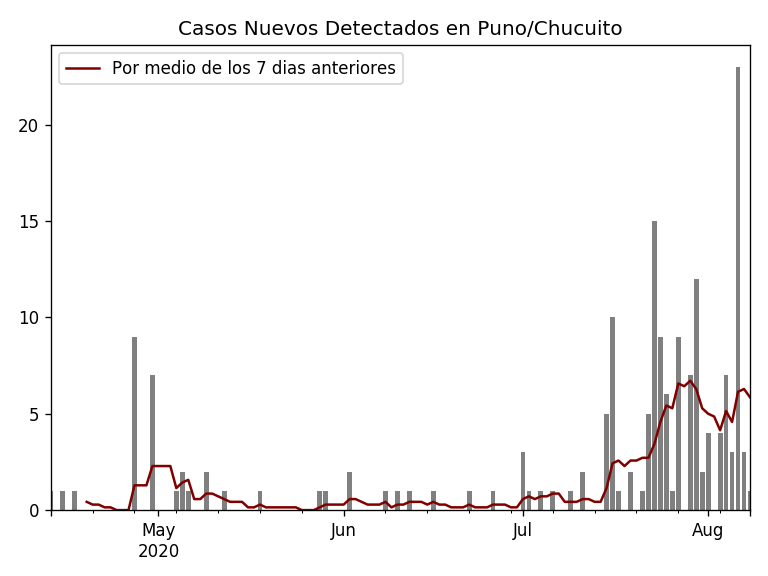 Casos Nuevos Detectados en Puno/Chucuito
Por medio de los 7 dias anteriores
20
15
10
5
0
May Jun Jul Aug
2020